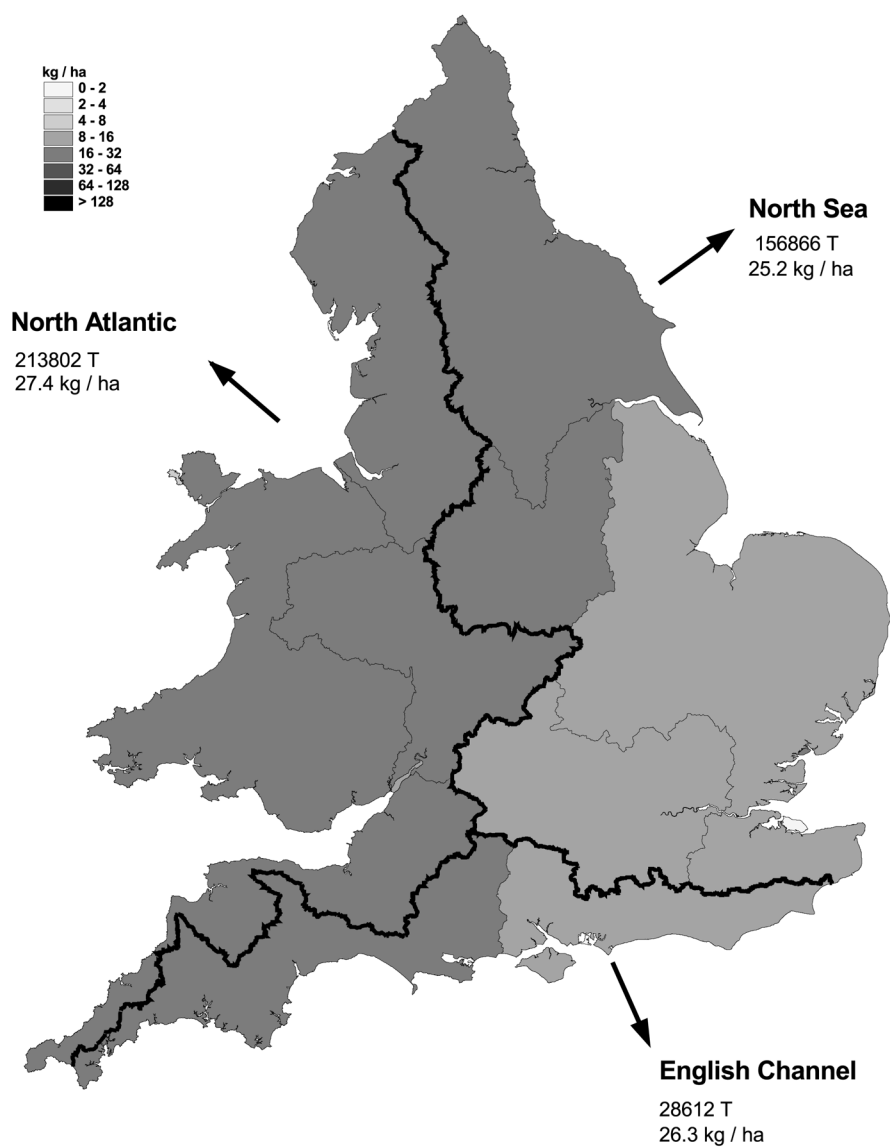 kg / ha
0 - 2
2 - 4
4 - 8
8 - 16
16 - 32
32 - 64
64 - 128
> 128
North Sea
156866 T
25.2 kg / ha
North Atlantic
213802 T
27.4 kg / ha
English Channel
28612 T
26.3 kg / ha